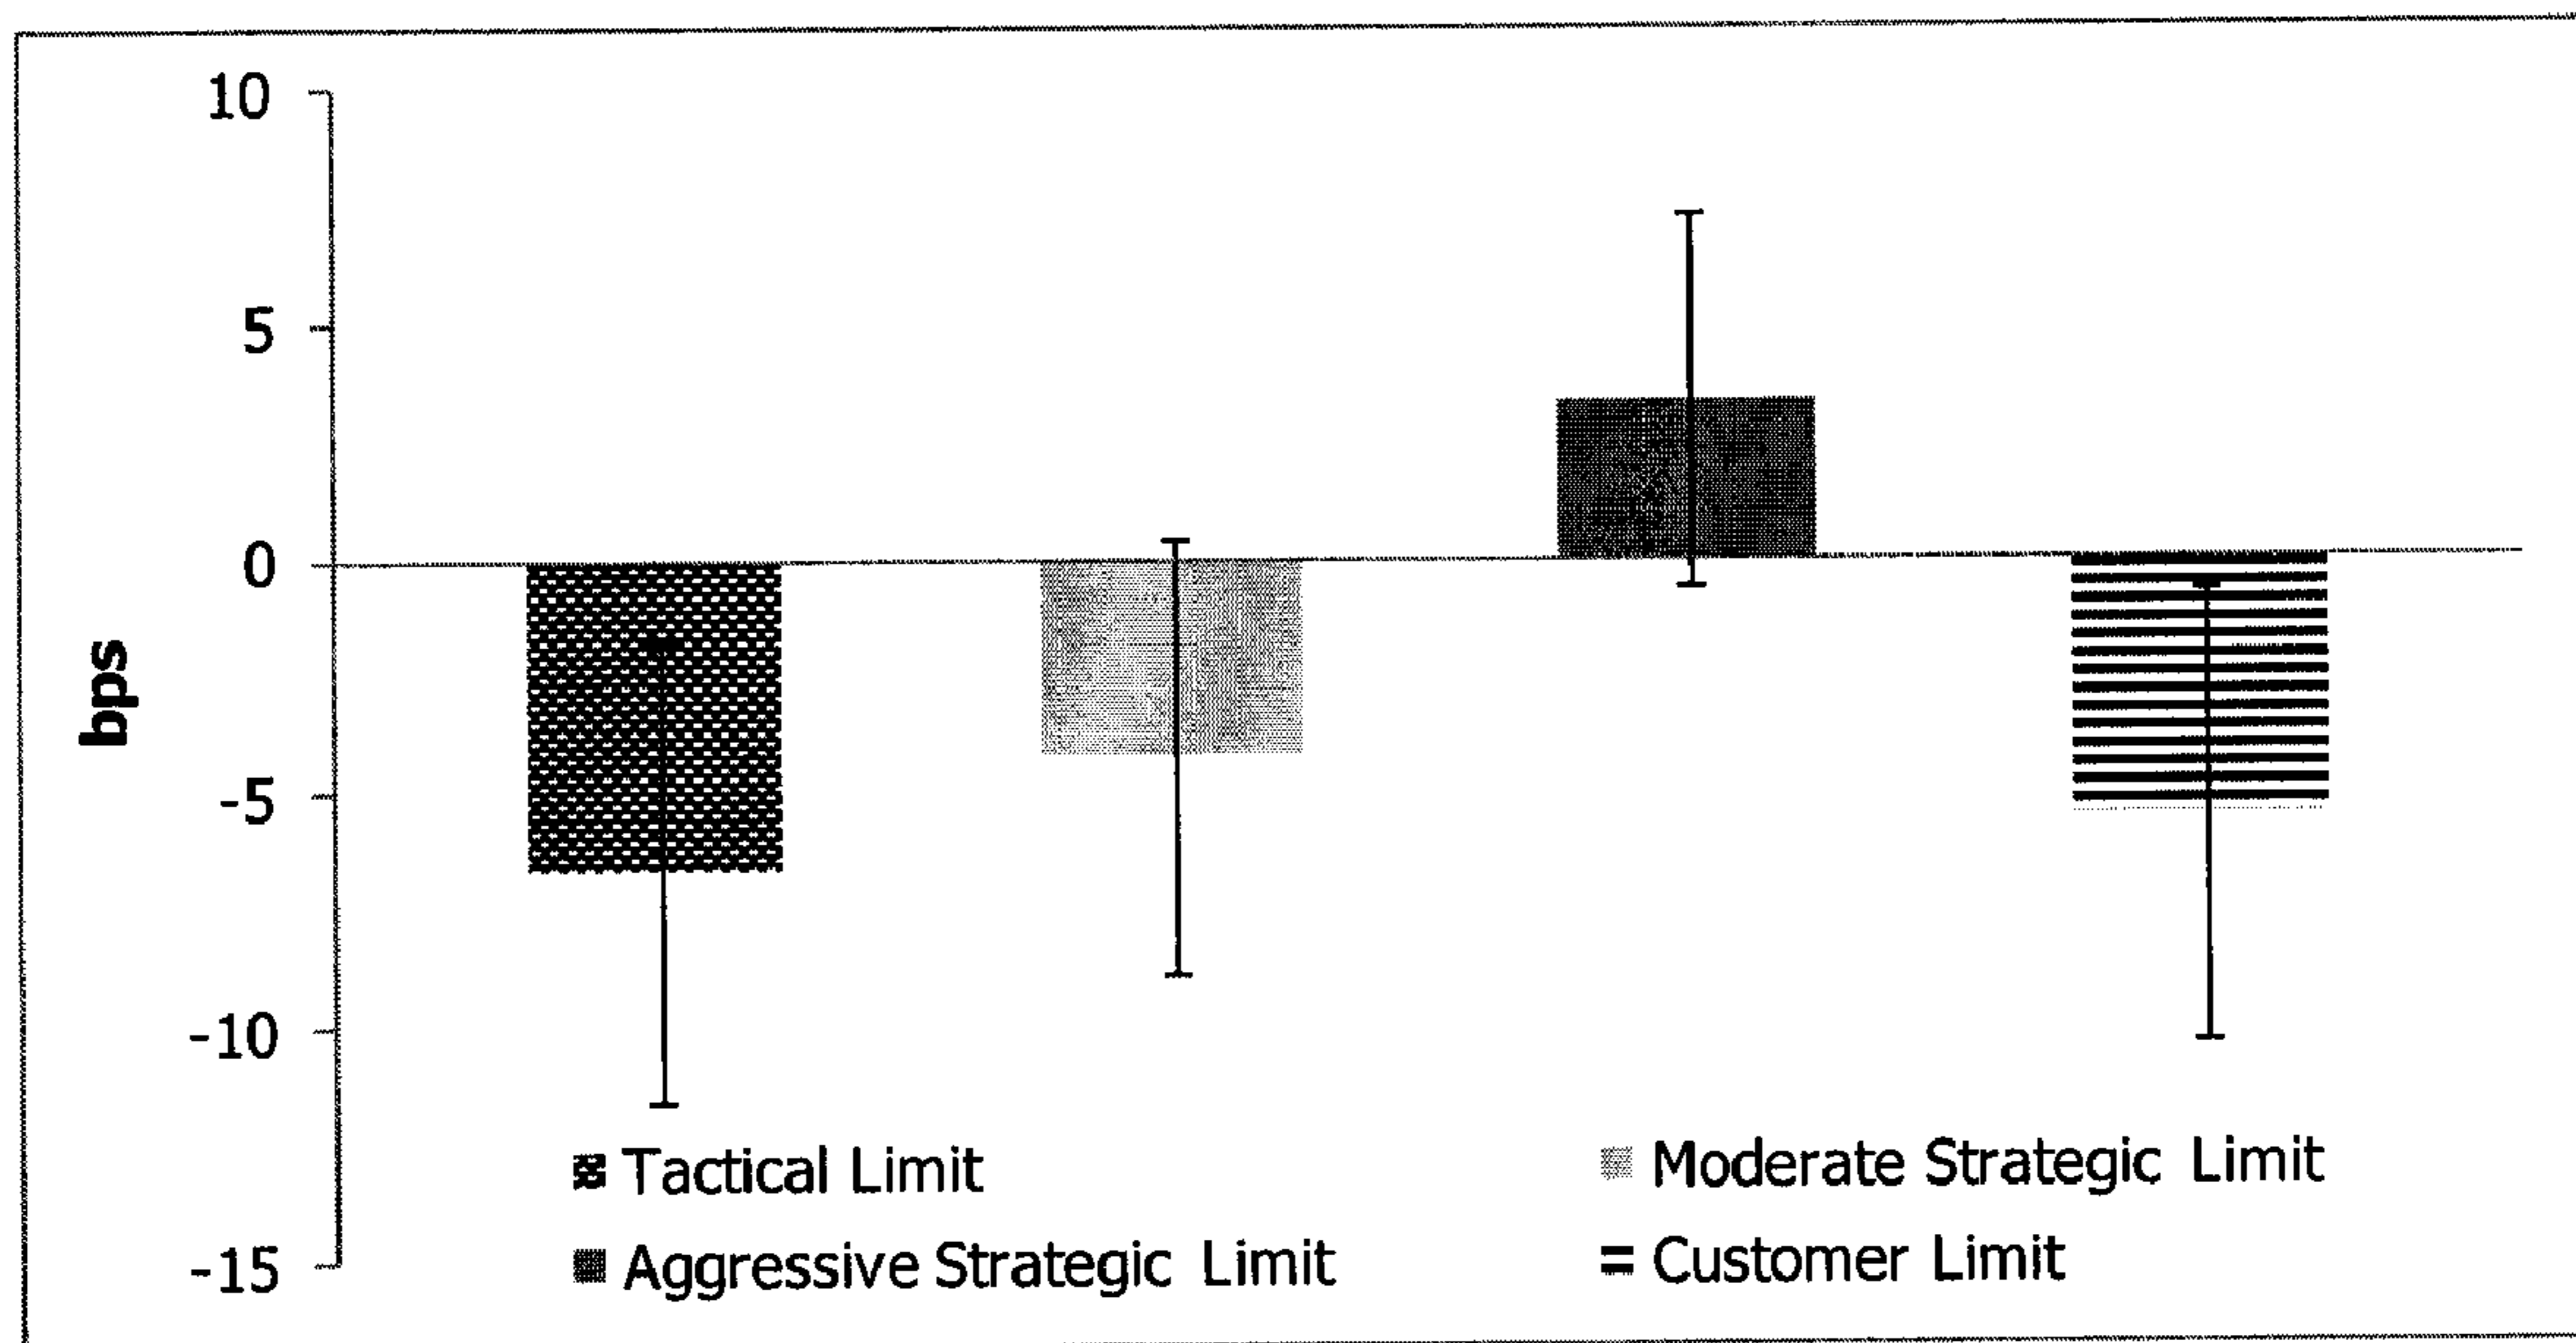 10
5
0
-5
-10
-15
bps
Tactical Limit
Moderate Strategic Limit
Aggressive Strategic Limit
Customer Limit